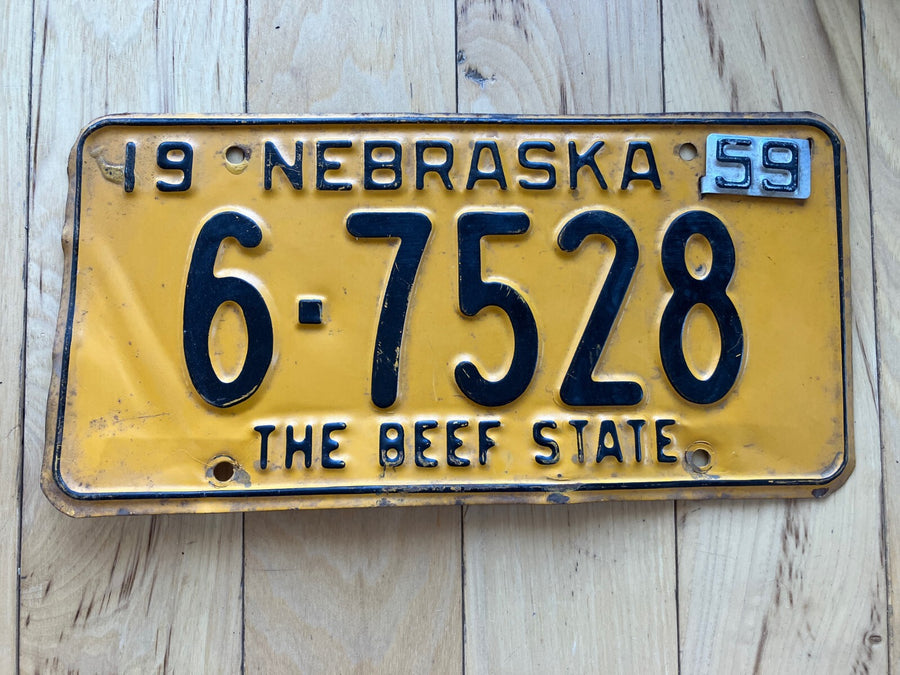 19 NEBRASKA 59
6-7528
THE BEEF STATE